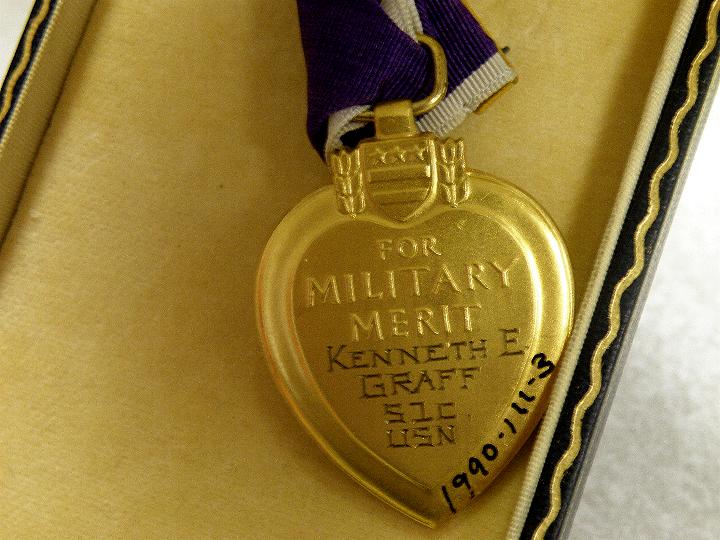 FOR
MILITARY
MERIT
KENNETH E.
GRAFF
S1C
USN
1990-111-3